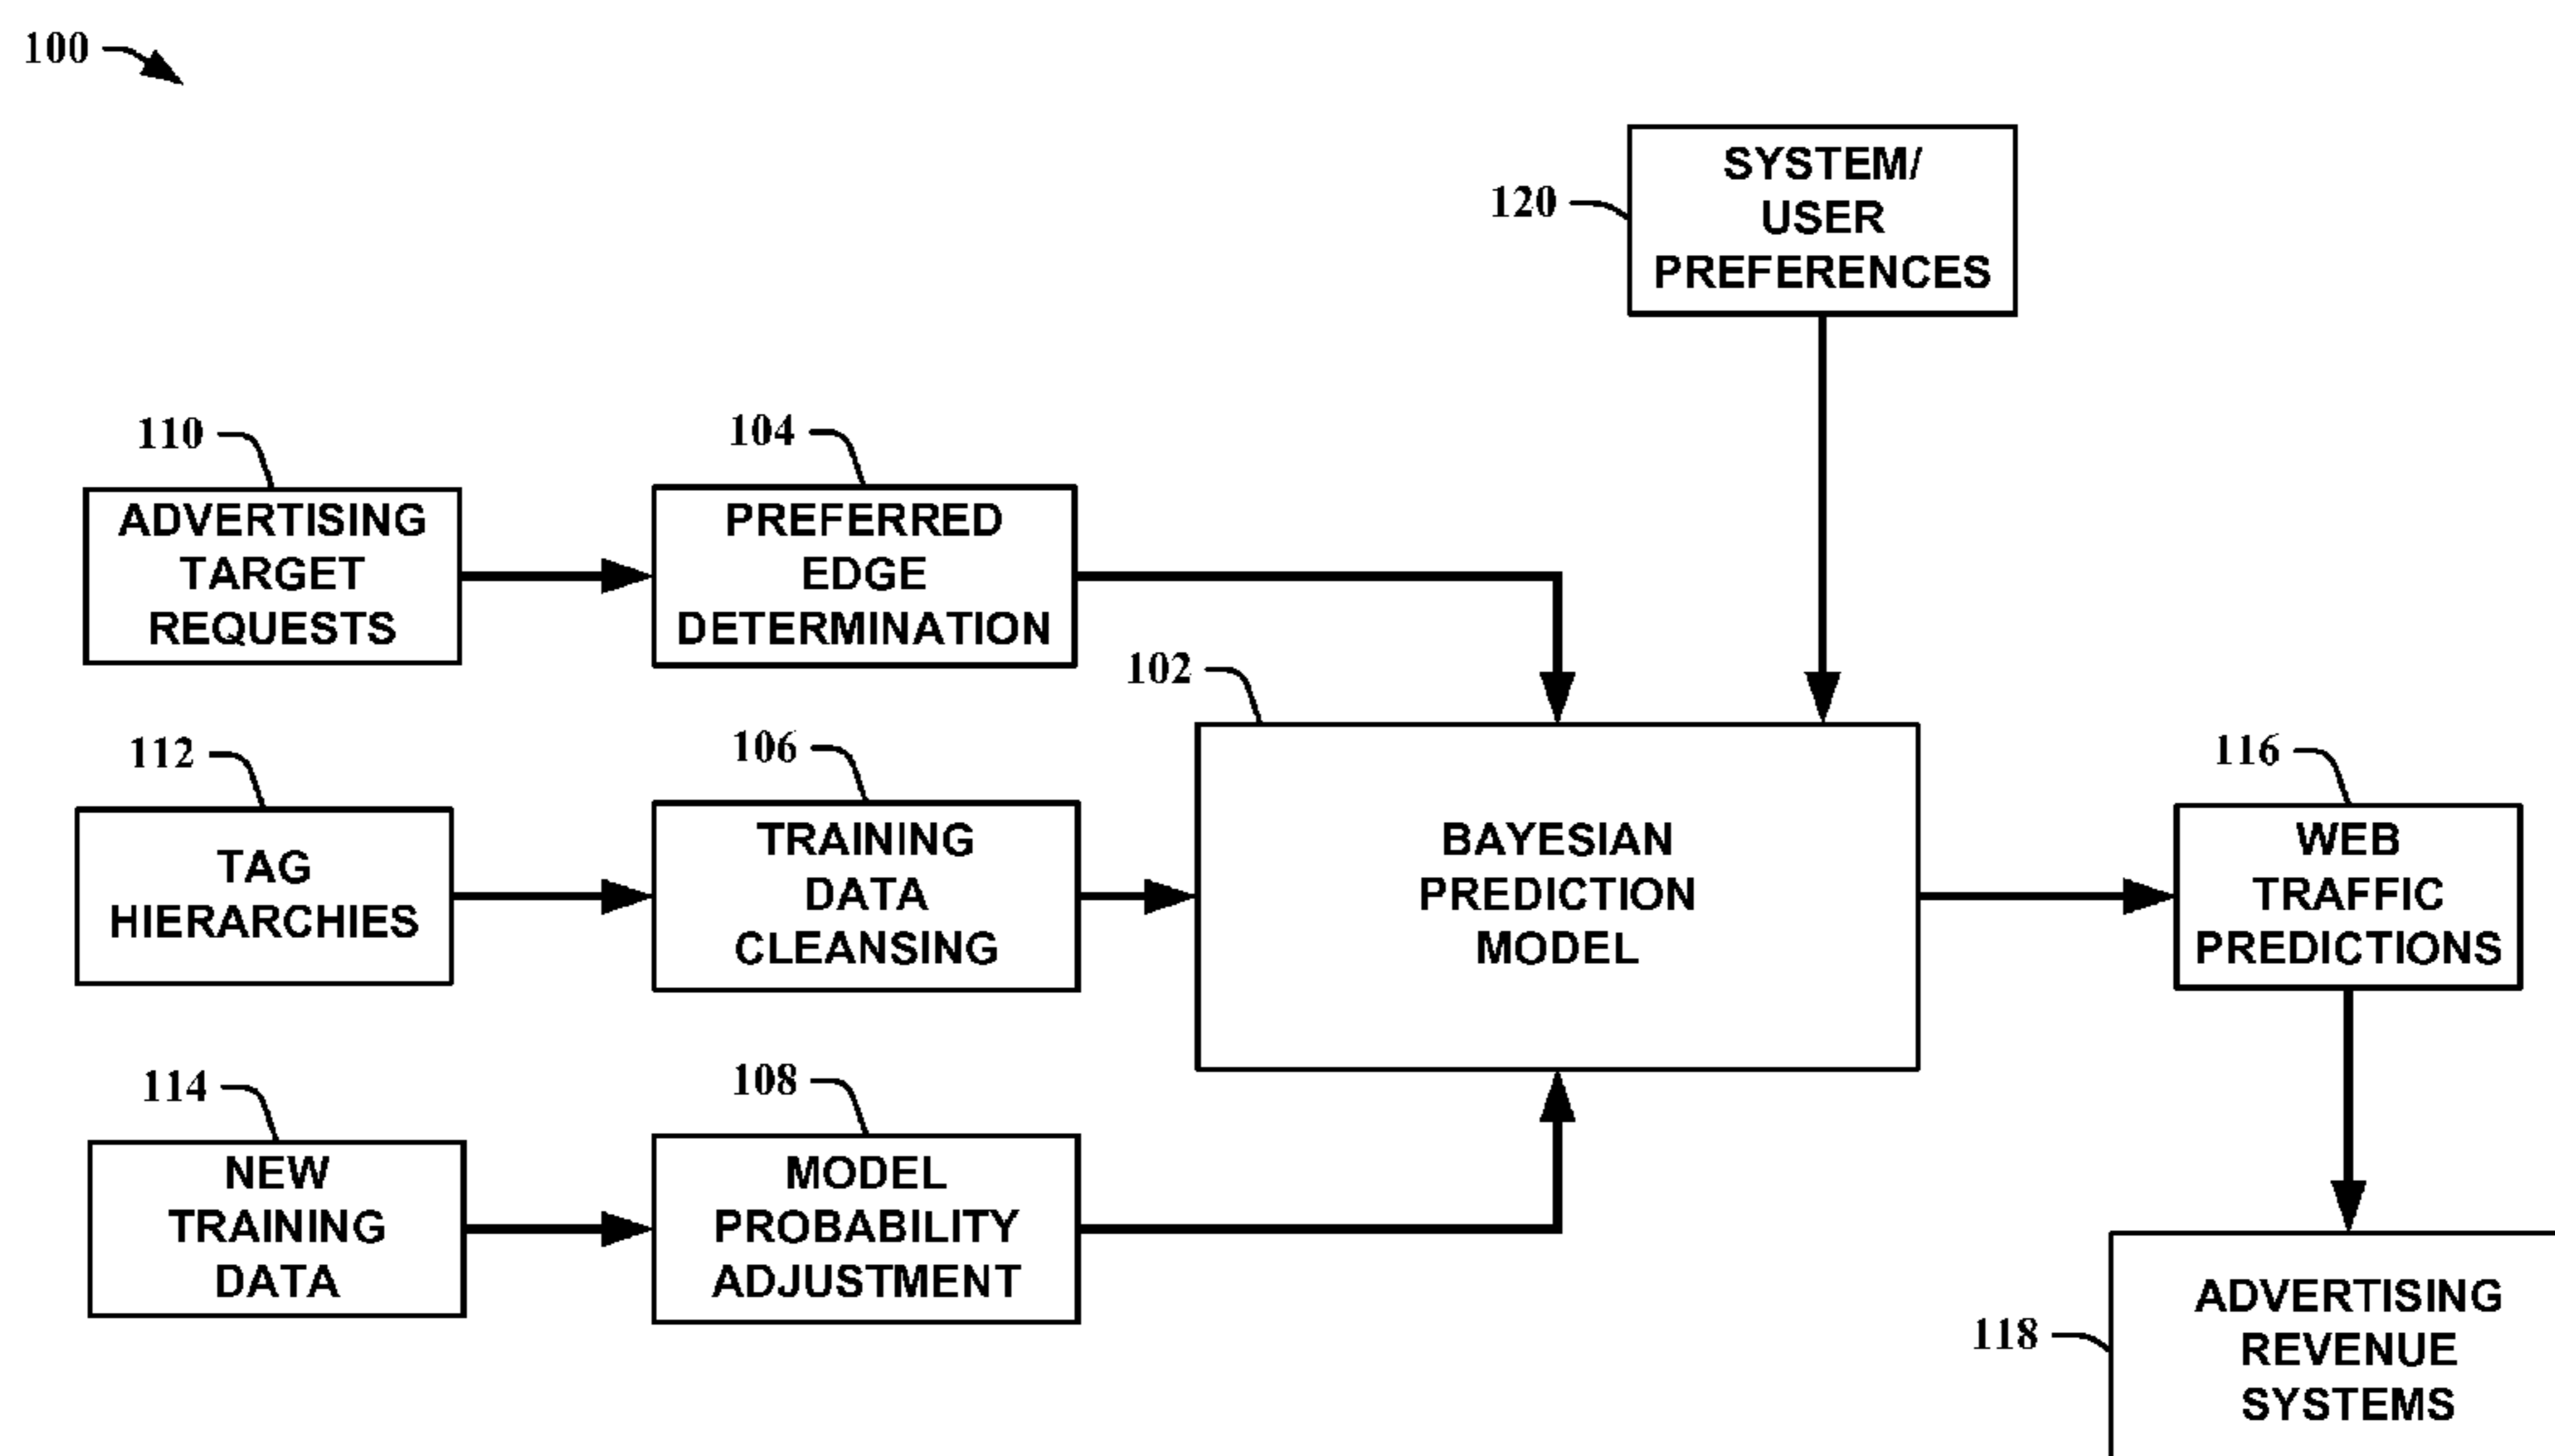 100
120
SYSTEM/
USER
PREFERENCES
110
ADVERTISING
TARGET
REQUESTS
104
PREFERRED
EDGE
DETERMINATION
102
BAYESIAN
PREDICTION
MODEL
112
TAG
HIERARCHIES
106
TRAINING
DATA
CLEANSING
116
WEB
TRAFFIC
PREDICTIONS
114
NEW
TRAINING
DATA
108
MODEL
PROBABILITY
ADJUSTMENT
118
ADVERTISING
REVENUE
SYSTEMS